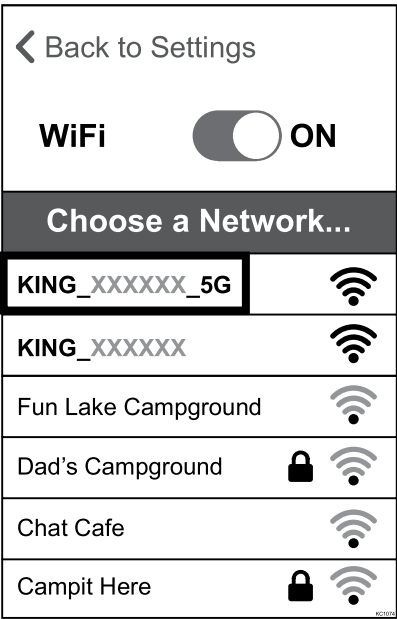 Back to Settings
WiFi ON
Choose a Network...
KING_XXXXXX_5G
KING_XXXXXX
Fun Lake Campground
Dad's Campground
Chat Cafe
Campit Here
KC1074